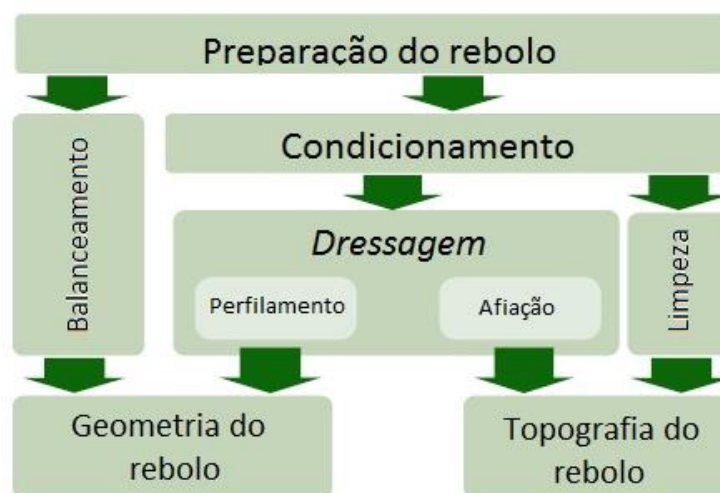 Preparação do rebolo
Balanceamento
Condicionamento
Dressagem
Perfilamento
Afiação
Limpeza
Geometria do
rebolo
Topografia do
rebolo